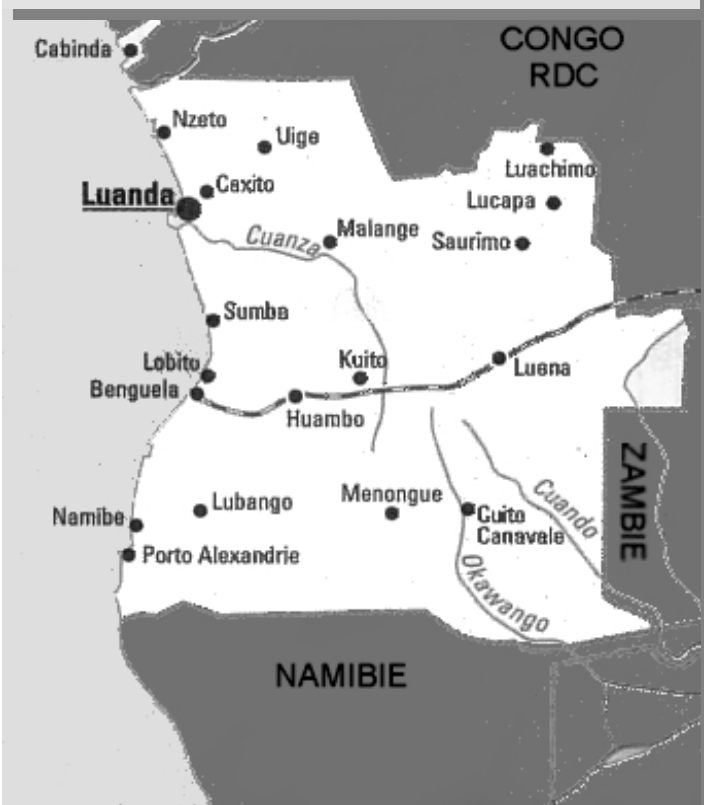 Cabinda
CONGO
RDC
Nzeto
Uige
Luachimo
Caxito
Luanda
Lucapa
Cuanza
Malange
Saurimo
Sumba
Lobito
Kuito
Luena
Benguela
Huambo
ZAMBIE
Lubango
Menongue
Cuando
Namibe
Cuito
Canavale
Porto Alexandrie
Okawango
NAMIBIE